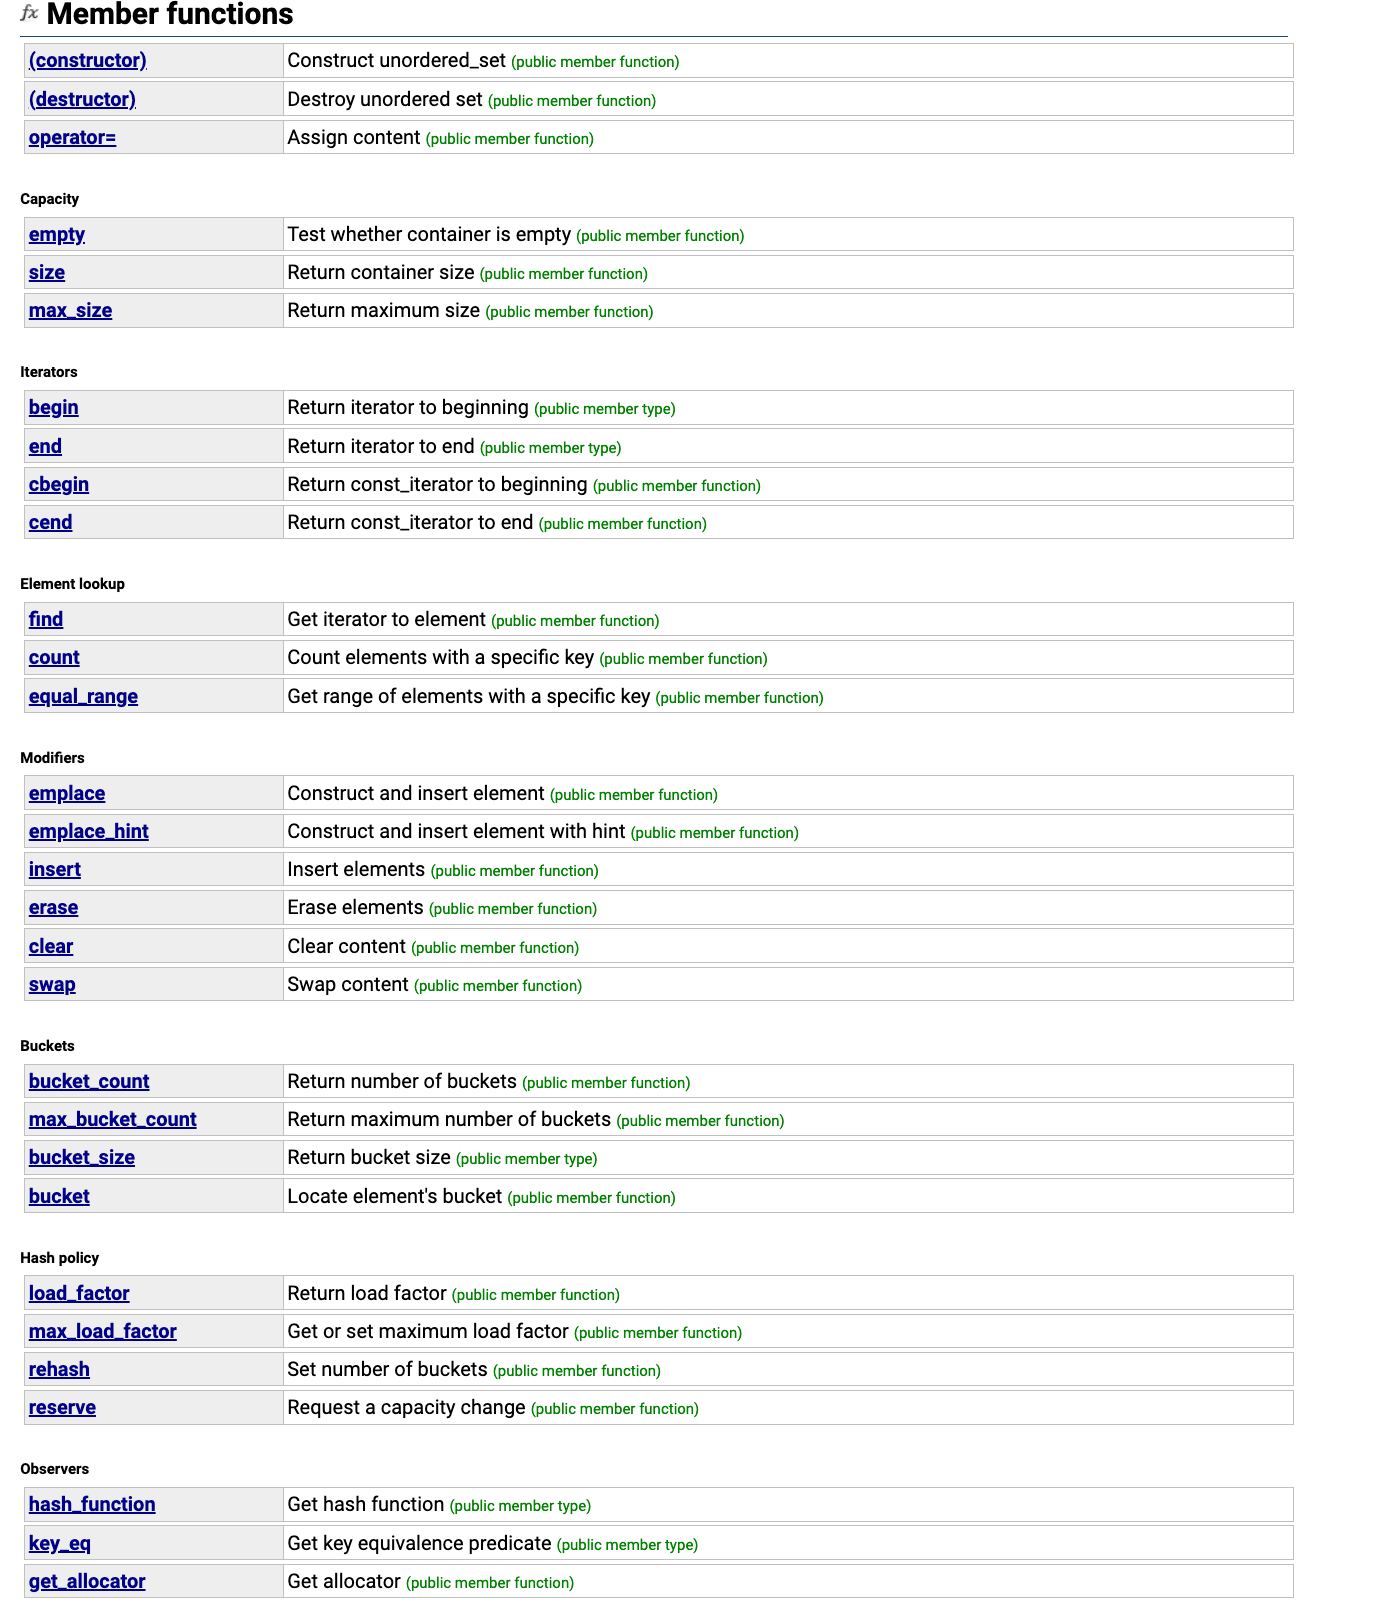 fx Member functions
(constructor) Construct unordered_set (public member function)
(destructor) Destroy unordered set (public member function)
operator= Assign content (public member function)
Capacity
empty Test whether container is empty (public member function)
size Return container size (public member function)
max_size Return maximum size (public member function)
Iterators
begin Return iterator to beginning (public member type)
end Return iterator to end (public member type)
cbegin Return const_iterator to beginning (public member function)
cend Return const_iterator to end (public member function)
Element lookup
find Get iterator to element (public member function)
count Count elements with a specific key (public member function)
equal_range Get range of elements with a specific key (public member function)
Modifiers
emplace Construct and insert element (public member function)
emplace_hint Construct and insert element with hint (public member function)
insert Insert elements (public member function)
erase Erase elements (public member function)
clear Clear content (public member function)
swap Swap content (public member function)
Buckets
bucket_count Return number of buckets (public member function)
max_bucket_count Return maximum number of buckets (public member function)
bucket_size Return bucket size (public member type)
bucket Locate element's bucket (public member function)
Hash policy
load_factor Return load factor (public member function)
max_load_factor Get or set maximum load factor (public member function)
rehash Set number of buckets (public member function)
reserve Request a capacity change (public member function)
Observers
hash_function Get hash function (public member type)
key_eq Get key equivalence predicate (public member type)
get_allocator Get allocator (public member function)